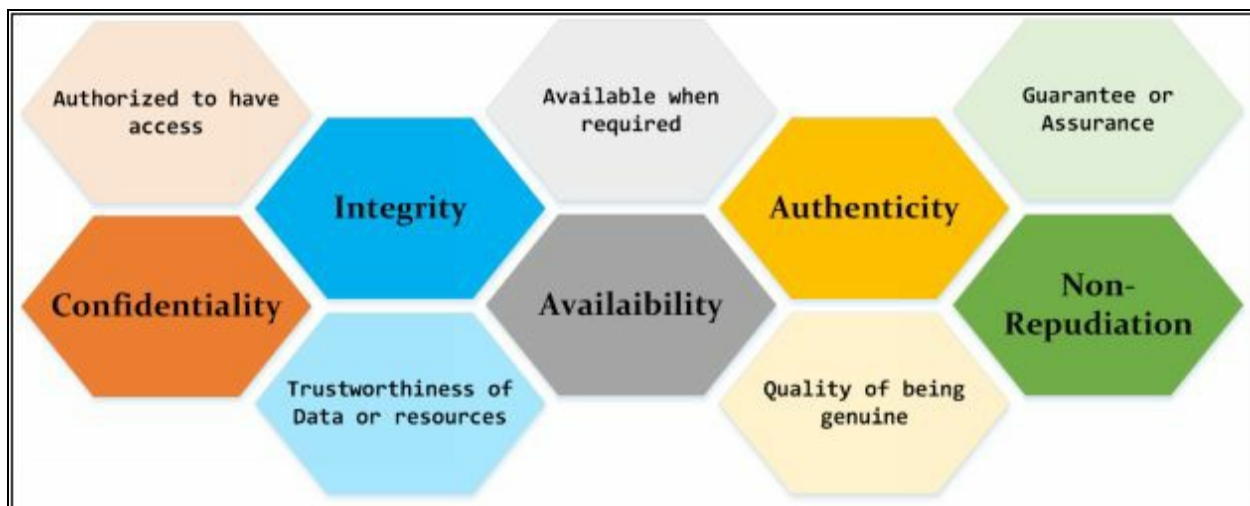 Authorized to have
access
Confidentiality
Integrity
Trustworthiness of
Data or resources
Available when
required
Availaibility
Authenticity
Quality of being
genuine
Guarantee or
Assurance
Non-
Repudiation